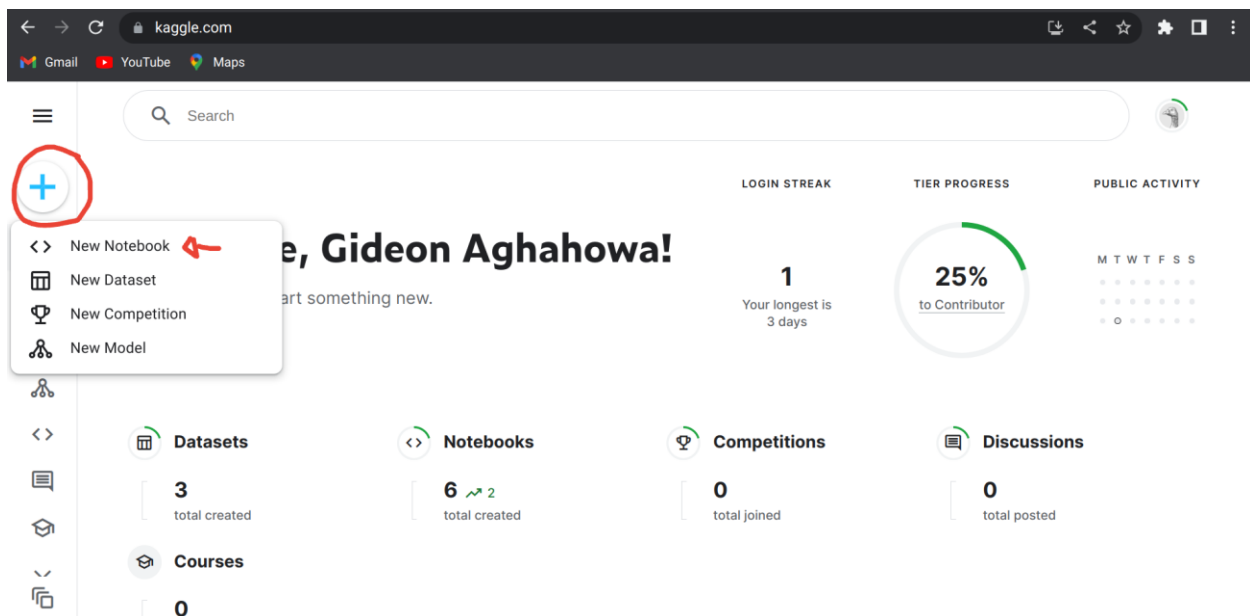 kaggle.com
Gmail YouTube Maps
Search
LOGIN STREAK TIER PROGRESS PUBLIC ACTIVITY
New Notebook
New Dataset
New Competition
New Model
e, Gideon Aghahowa!
art something new.
1
Your longest is
3 days
25%
to Contributor
M T W T F S S
Datasets Notebooks Competitions Discussions
3 6 2 0 0
total created total created total joined total posted
Courses
0